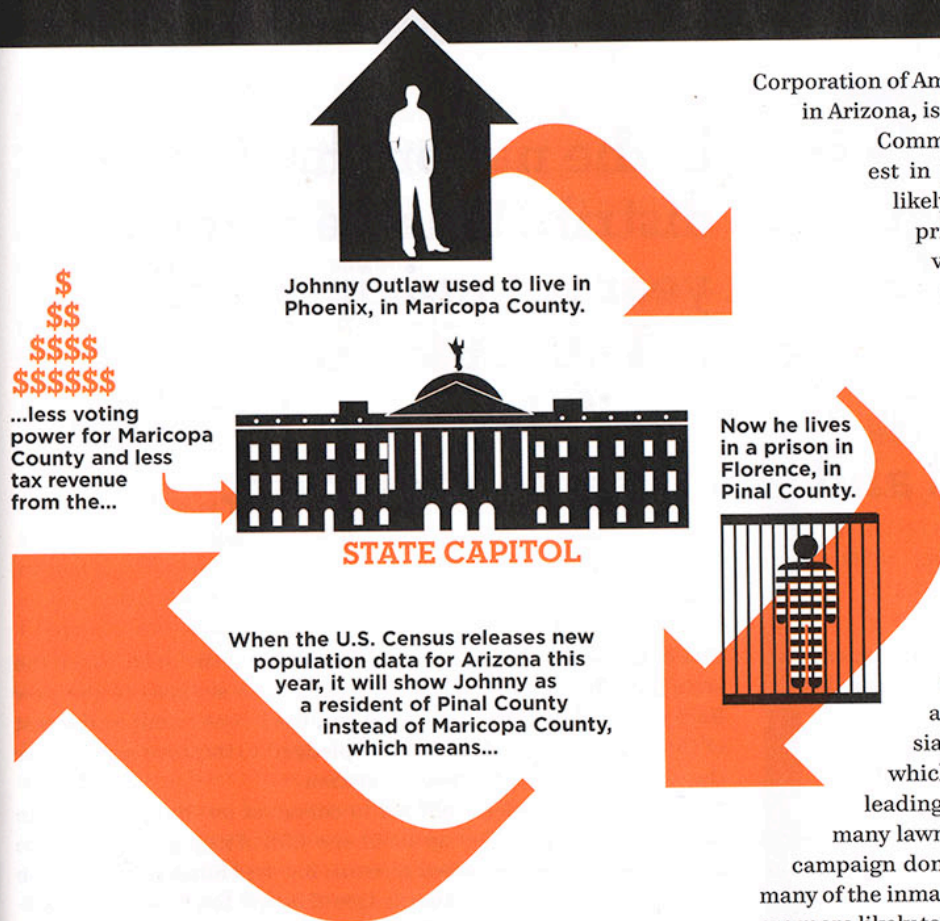 Johnny Outlaw used to live in
Phoenix, in Maricopa County.
Now he lives
in a prison in
Florence, in
Pinal County.
When the U.S. Census releases new
population data for Arizona this
year, it will show Johnny as
a resident of Pinal County
instead of Maricopa County,
which means...
$
$$
$$$$
$$$$$$
...less voting
power for Maricopa
County and less
tax revenue
from the...
STATE CAPITOL
Corporation of Am
in Arizona, is
Comm
est in
likely
pr
v
a
sia
which
leading
many lawn
campaign don
many of the inma